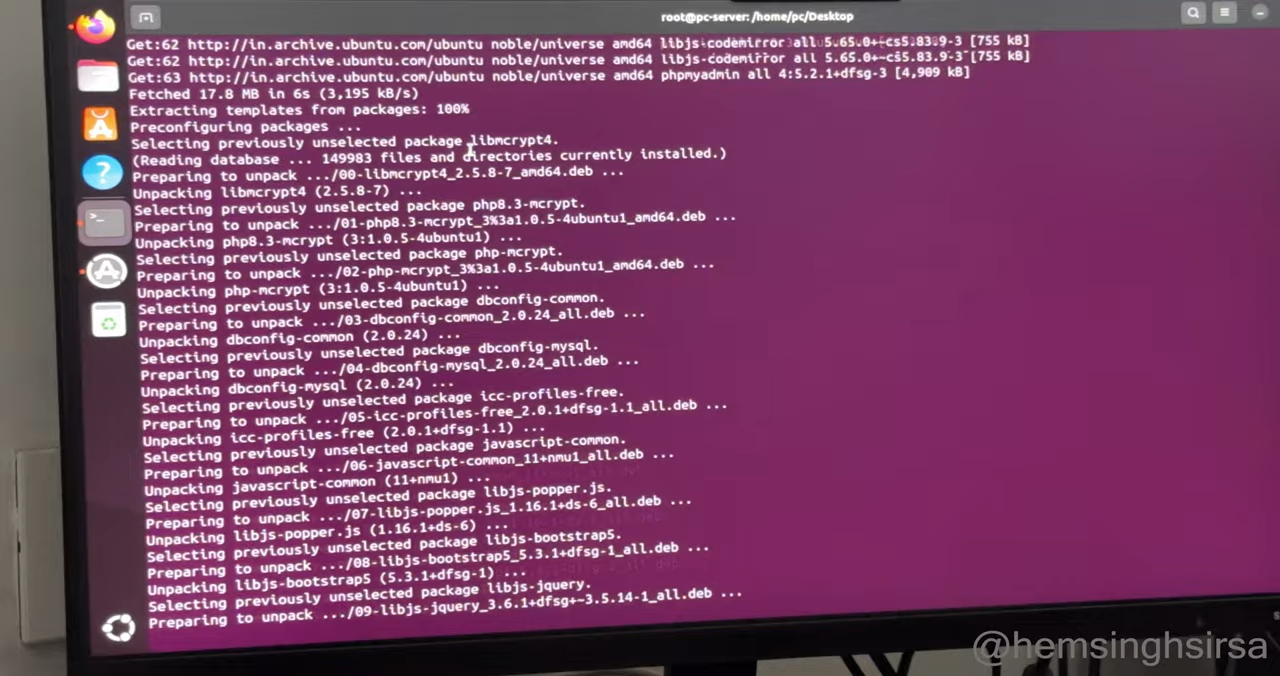 root@pc-server: /home/pc/Desktop
Get:62 http://in.archive.ubuntu.com/ubuntu noble/universe amd64 libjs-codemirror all [755 kB]
Get:62 http://in.archive.ubuntu.com/ubuntu noble/universe amd64 libjs-codemirror all [755 kB]
Get:63 http://in.archive.ubuntu.com/ubuntu noble/universe amd64 phpmyadmin all 4:5.2.1+dfsg-3 [4,909 kB]
Fetched 17.8 MB in 6s (3,195 kB/s)
Extracting templates from packages: 100%
Preconfiguring packages ...
Selecting previously unselected package libmcrypt4.
(Reading database ... 149983 files and directories currently installed.)
Preparing to unpack .../00-libmcrypt4_2.5.8-7_amd64.deb ...
Unpacking libmcrypt4 (2.5.8-7) ...
Selecting previously unselected package php8.3-mcrypt.
Preparing to unpack .../01-php8.3-mcrypt_3%3a1.0.5-4ubuntu1_amd64.deb ...
Unpacking php8.3-mcrypt (3:1.0.5-4ubuntu1) ...
Selecting previously unselected package php-mcrypt.
Preparing to unpack .../02-php-mcrypt_3%3a1.0.5-4ubuntu1_amd64.deb ...
Unpacking php-mcrypt (3:1.0.5-4ubuntu1) ...
Selecting previously unselected package dbconfig-common.
Preparing to unpack .../03-dbconfig-common_2.0.24_all.deb ...
Unpacking dbconfig-common (2.0.24) ...
Selecting previously unselected package dbconfig-mysql.
Preparing to unpack .../04-dbconfig-mysql_2.0.24_all.deb ...
Unpacking dbconfig-mysql (2.0.24) ...
Selecting previously unselected package icc-profiles-free.
Preparing to unpack .../05-icc-profiles-free_2.0.1+dfsg-1.1_all.deb ...
Unpacking icc-profiles-free (2.0.1+dfsg-1.1) ...
Selecting previously unselected package javascript-common.
Preparing to unpack .../06-javascript-common_11+nmu1_all.deb ...
Unpacking javascript-common (11+nmu1) ...
Selecting previously unselected package libjs-popper.js.
Preparing to unpack .../07-libjs-popper.js_1.16.1+ds-6_all.deb ...
Unpacking libjs-popper.js (1.16.1+ds-6) ...
Selecting previously unselected package libjs-bootstrap5.
Preparing to unpack .../08-libjs-bootstrap5_5.3.1+dfsg-1_all.deb ...
Unpacking libjs-bootstrap5 (5.3.1+dfsg-1) ...
Selecting previously unselected package libjs-jquery.
Preparing to unpack .../09-libjs-jquery_3.6.1+dfsg+~3.5.14-1_all.deb ...
@hemsinghsirsa